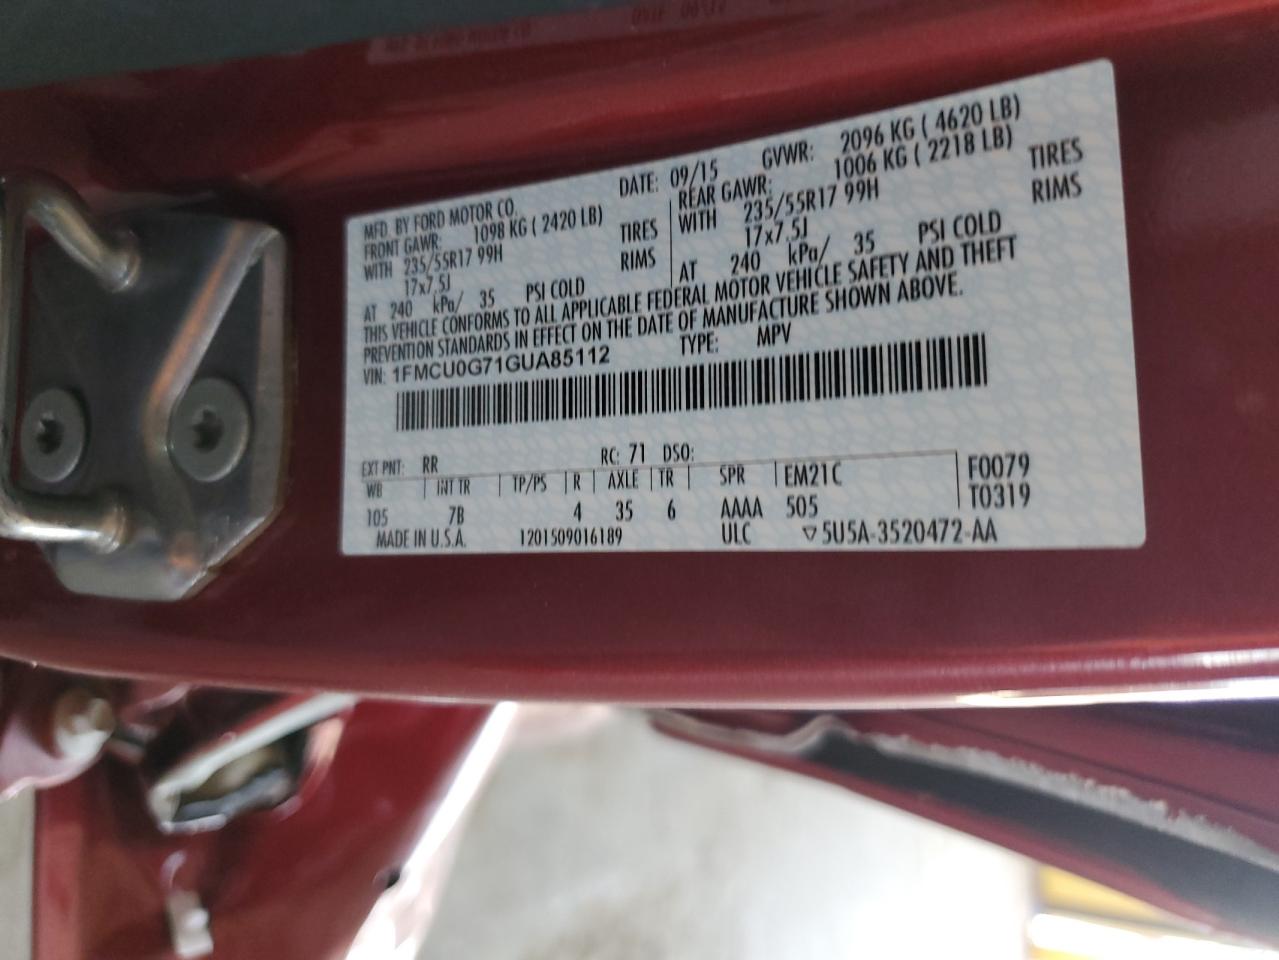 MFD. BY FORD MOTOR CO. DATE: 09/15 GVWR: 2096 KG ( 4620 LB)
FRONT GAWR: 1098 KG ( 2420 LB) REAR GAWR: 1006 KG ( 2218 LB)
WITH 235/55R17 99H TIRES WITH 235/55R17 99H TIRES
17x7.5J RIMS 17x7.5J RIMS
AT 240 kPa/ 35 PSI COLD AT 240 kPa/ 35 PSI COLD
THIS VEHICLE CONFORMS TO ALL APPLICABLE FEDERAL MOTOR VEHICLE SAFETY AND THEFT
PREVENTION STANDARDS IN EFFECT ON THE DATE OF MANUFACTURE SHOWN ABOVE.
VIN: 1FMCU0G71GUA85112 TYPE: MPV
EXT PNT: RR RC: 71 DSO:
WB INT TR TP/PS R AXLE TR SPR EM21C F0079
105 7B 4 35 6 AAAA 505 T0319
MADE IN U.S.A. 1201509016189 ULC ▽5U5A-3520472-AA